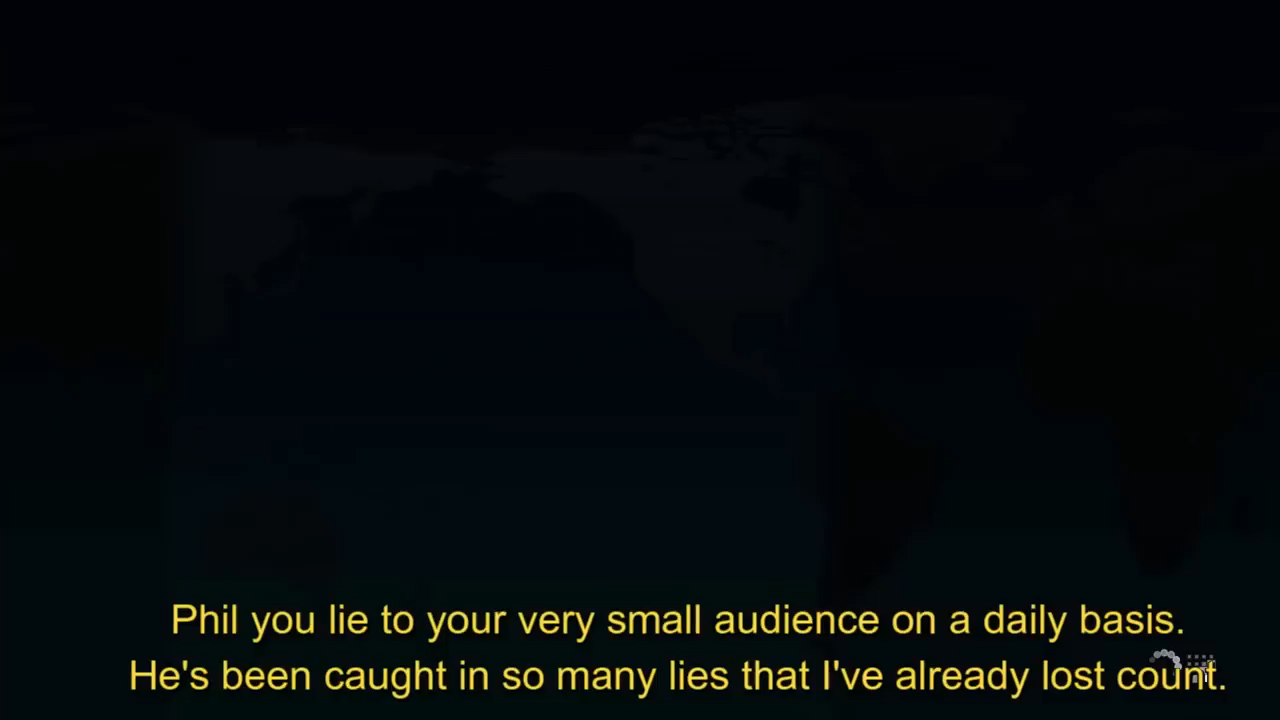 Phil you lie to your very small audience on a daily basis.
He's been caught in so many lies that I've already lost count.